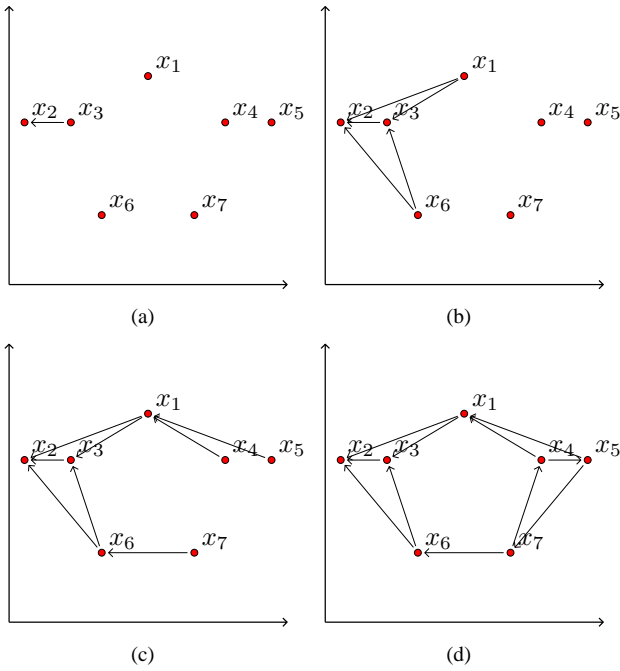 x₁ x₁
x₂ x₃ x₄ x₅ x₂ x₃ x₄ x₅
x₆ x₇ x₆ x₇
(a) (b)
x₁ x₁
x₂ x₃ x₄ x₅ x₂ x₃ x₄ x₅
x₆ x₇ x₆ x₇
(c) (d)